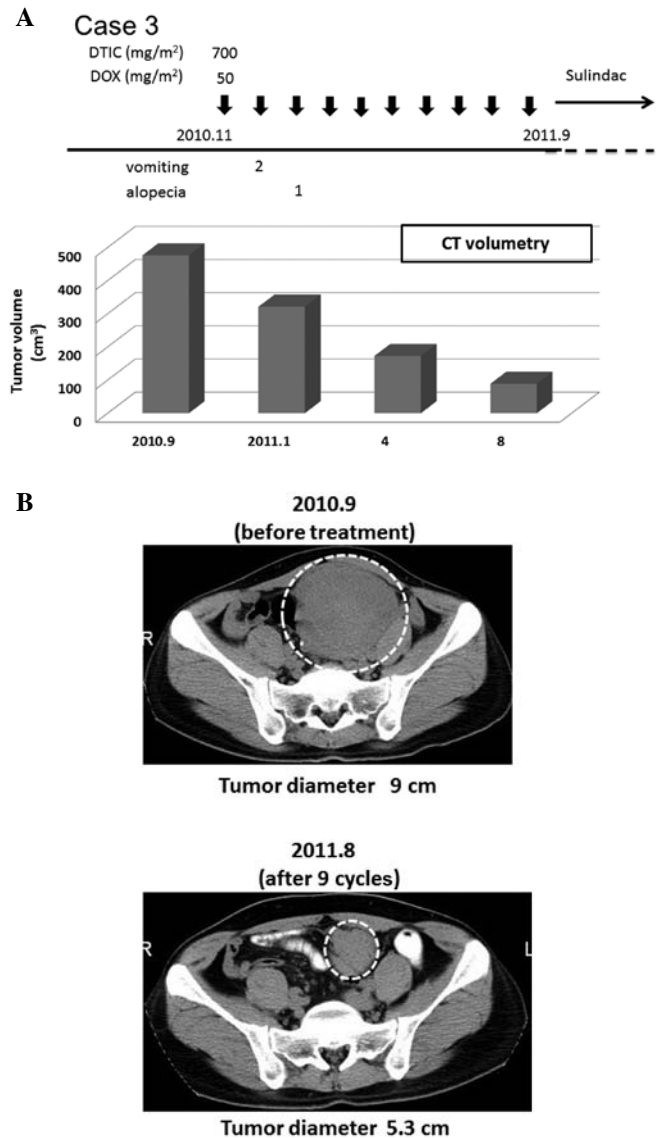 A
Case 3
DTIC (mg/m²) 700
DOX (mg/m²) 50
Sulindac
2010.11 2011.9
vomiting 2
alopecia 1
CT volumetry
Tumor volume
(cm³)
500
400
300
200
100
0
2010.9 2011.1 4 8
B
2010.9
(before treatment)
R
Tumor diameter 9 cm
2011.8
(after 9 cycles)
R L
Tumor diameter 5.3 cm